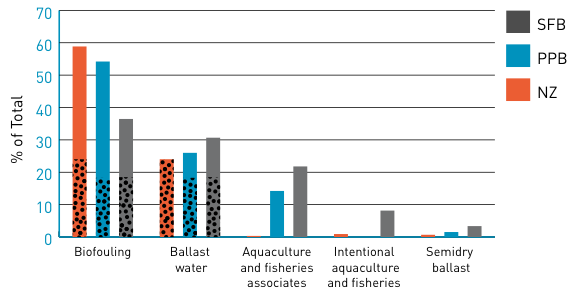 70
60
50
40
30
20
10
0
% of Total
SFB
PPB
NZ
Biofouling
Ballast
water
Aquaculture
and fisheries
associates
Intentional
aquaculture
and fisheries
Semidry
ballast